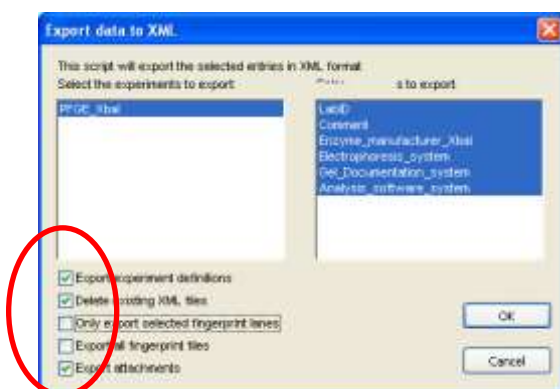 Export data to XML
This script will export the selected entries in XML format
Select the experiments to export
s to export
PFGE_XbaI
LabID
Comment
Enzyme_manufacturer_XbaI
Electrophoresis_system
Gel_Documentation_system
Analysis_software_system
Export experiment definitions
Delete existing XML files
Only export selected fingerprint lanes
Export all fingerprint files
Export attachments
OK
Cancel